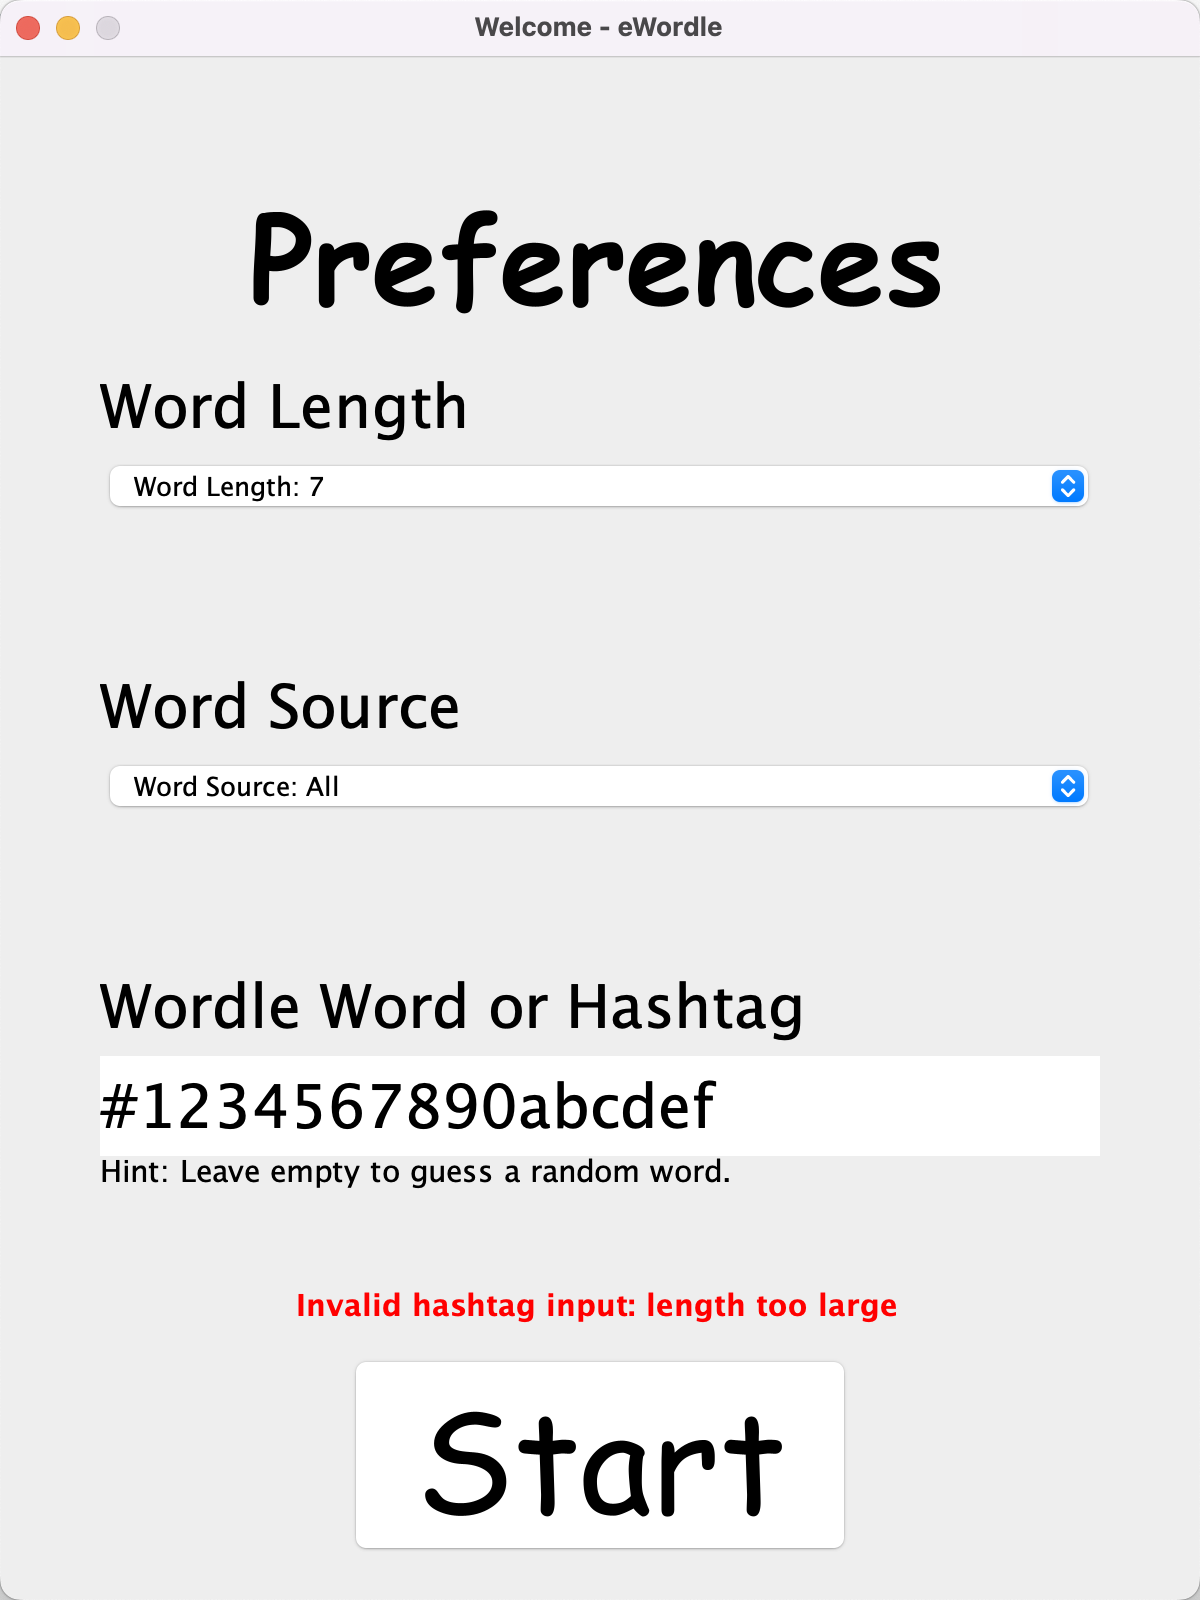 Welcome - eWordle
Preferences
Word Length
Word Length: 7
Word Source
Word Source: All
Wordle Word or Hashtag
#1234567890abcdef
Hint: Leave empty to guess a random word.
Invalid hashtag input: length too large
Start